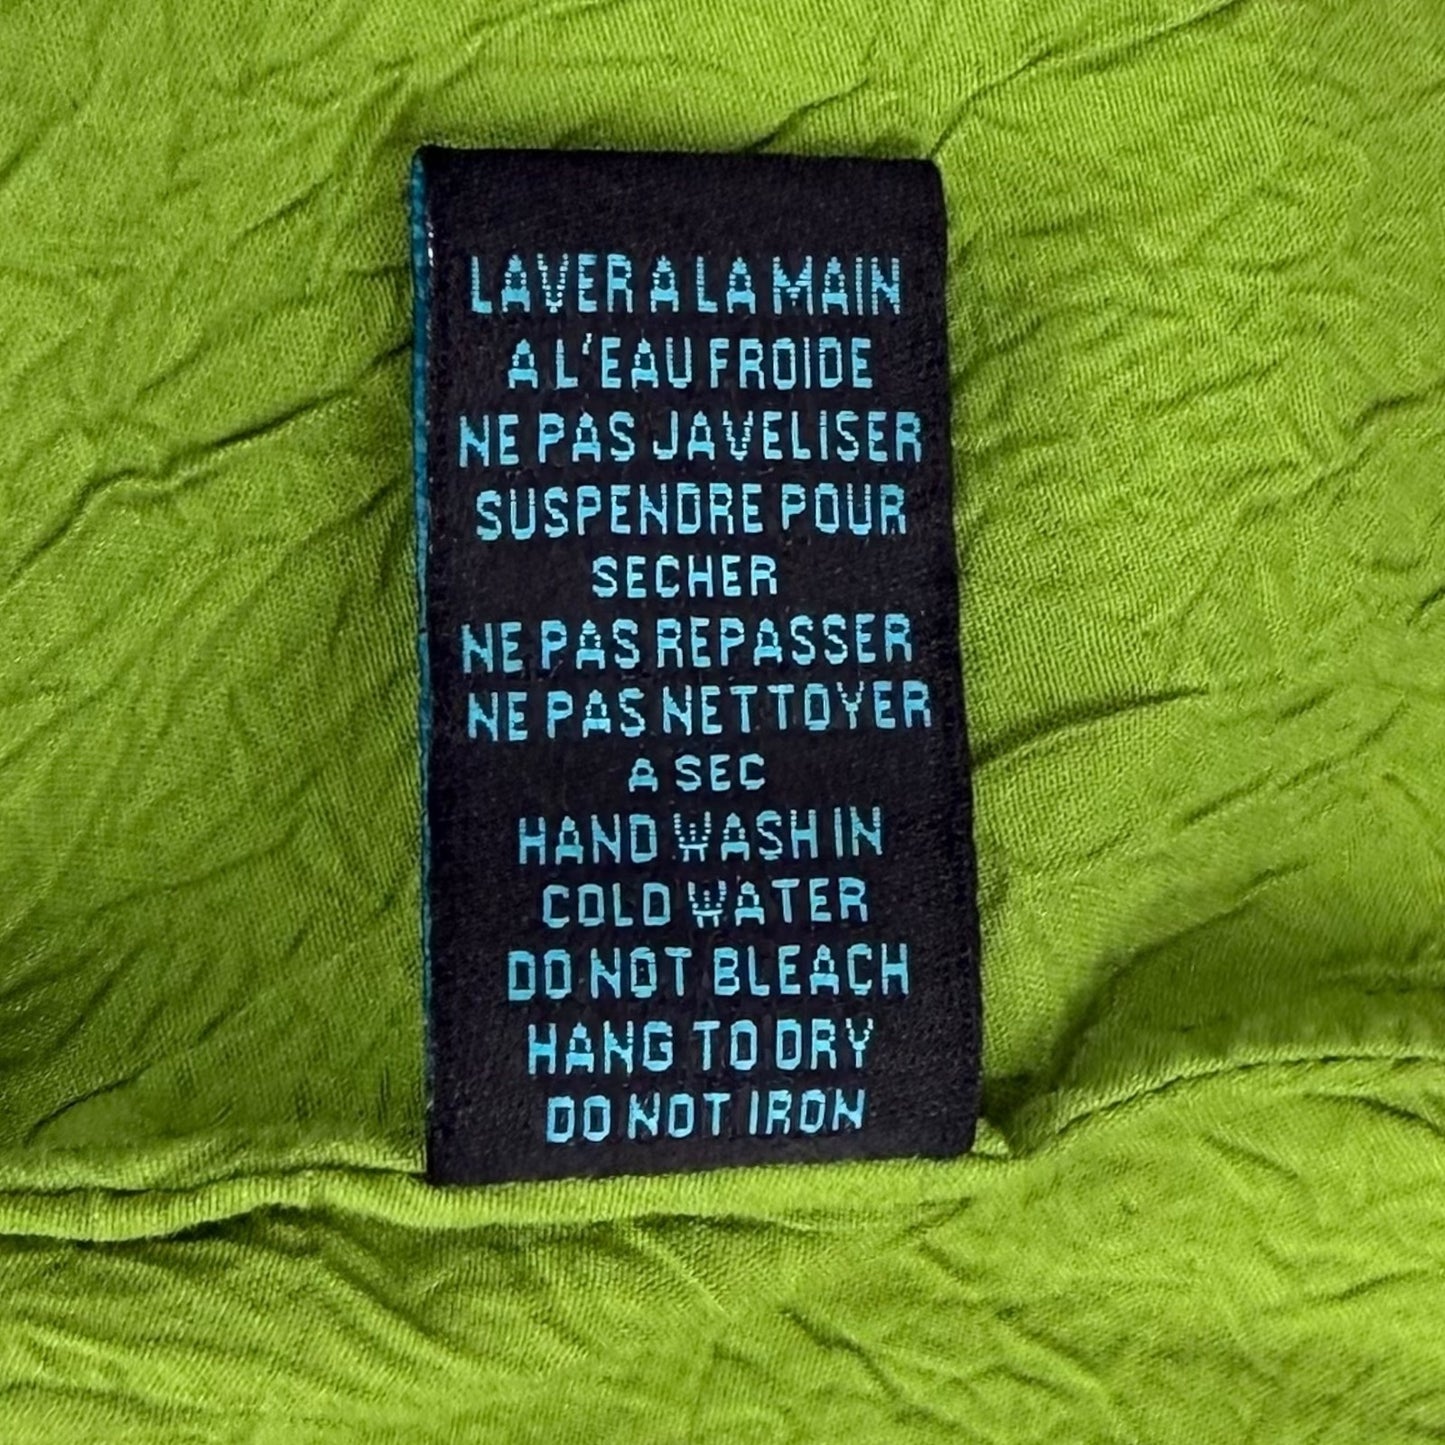 LAVER A LA MAIN
A L'EAU FROIDE
NE PAS JAVELISER
SUSPENDRE POUR
SECHER
NE PAS REPASSER
NE PAS NETTOYER
A SEC
HAND WASH IN
COLD WATER
DO NOT BLEACH
HANG TO DRY
DO NOT IRON